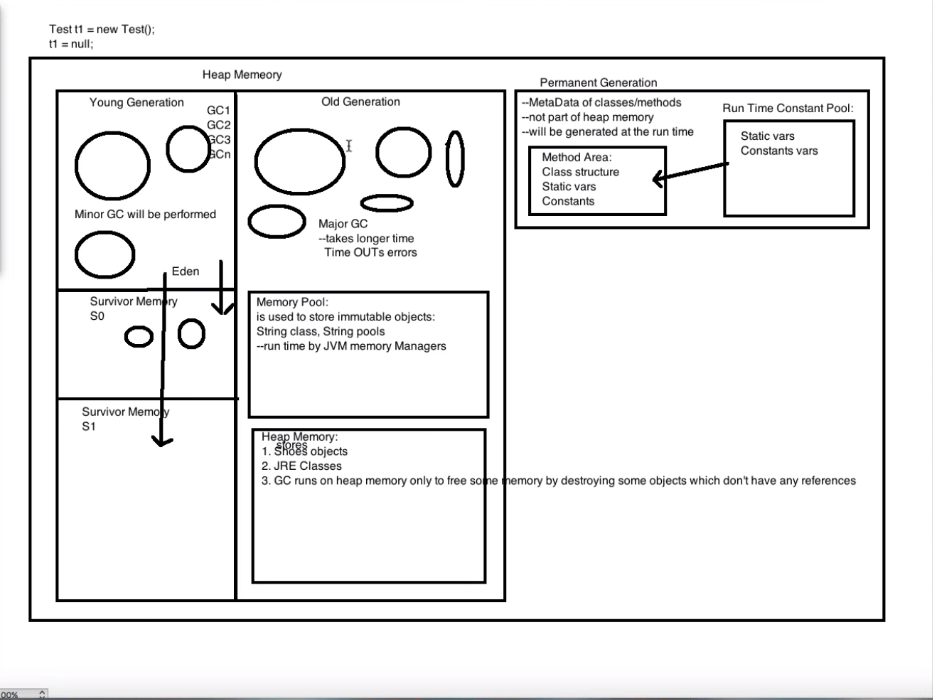 Test t1 = new Test();
t1 = null;
Heap Memeory
Young Generation
GC1
GC2
GC3
GCn
Minor GC will be performed
Eden
Survivor Memory
S0
Survivor Memory
S1
Old Generation
Major GC
--takes longer time
Time OUTs errors
Memory Pool:
is used to store immutable objects:
String class, String pools
--run time by JVM memory Managers
Heap Memory:
stores
1. Shoes objects
2. JRE Classes
3. GC runs on heap memory only to free some memory by destroying some objects which don't have any references
Permanent Generation
--MetaData of classes/methods
--not part of heap memory
--will be generated at the run time
Method Area:
Class structure
Static vars
Constants
Run Time Constant Pool:
Static vars
Constants vars
00%